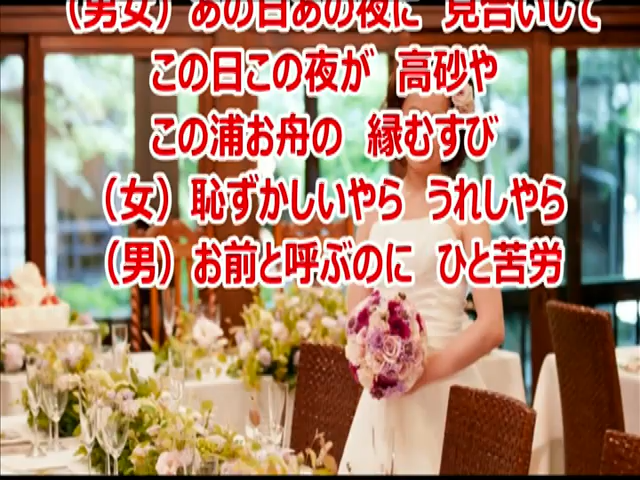 （男女）あの日あの夜に　見合いして
この日この夜が　高砂や
この浦お舟の　縁むすび
（女）恥ずかしいやら　うれしやら
（男）お前と呼ぶのに　ひと苦労